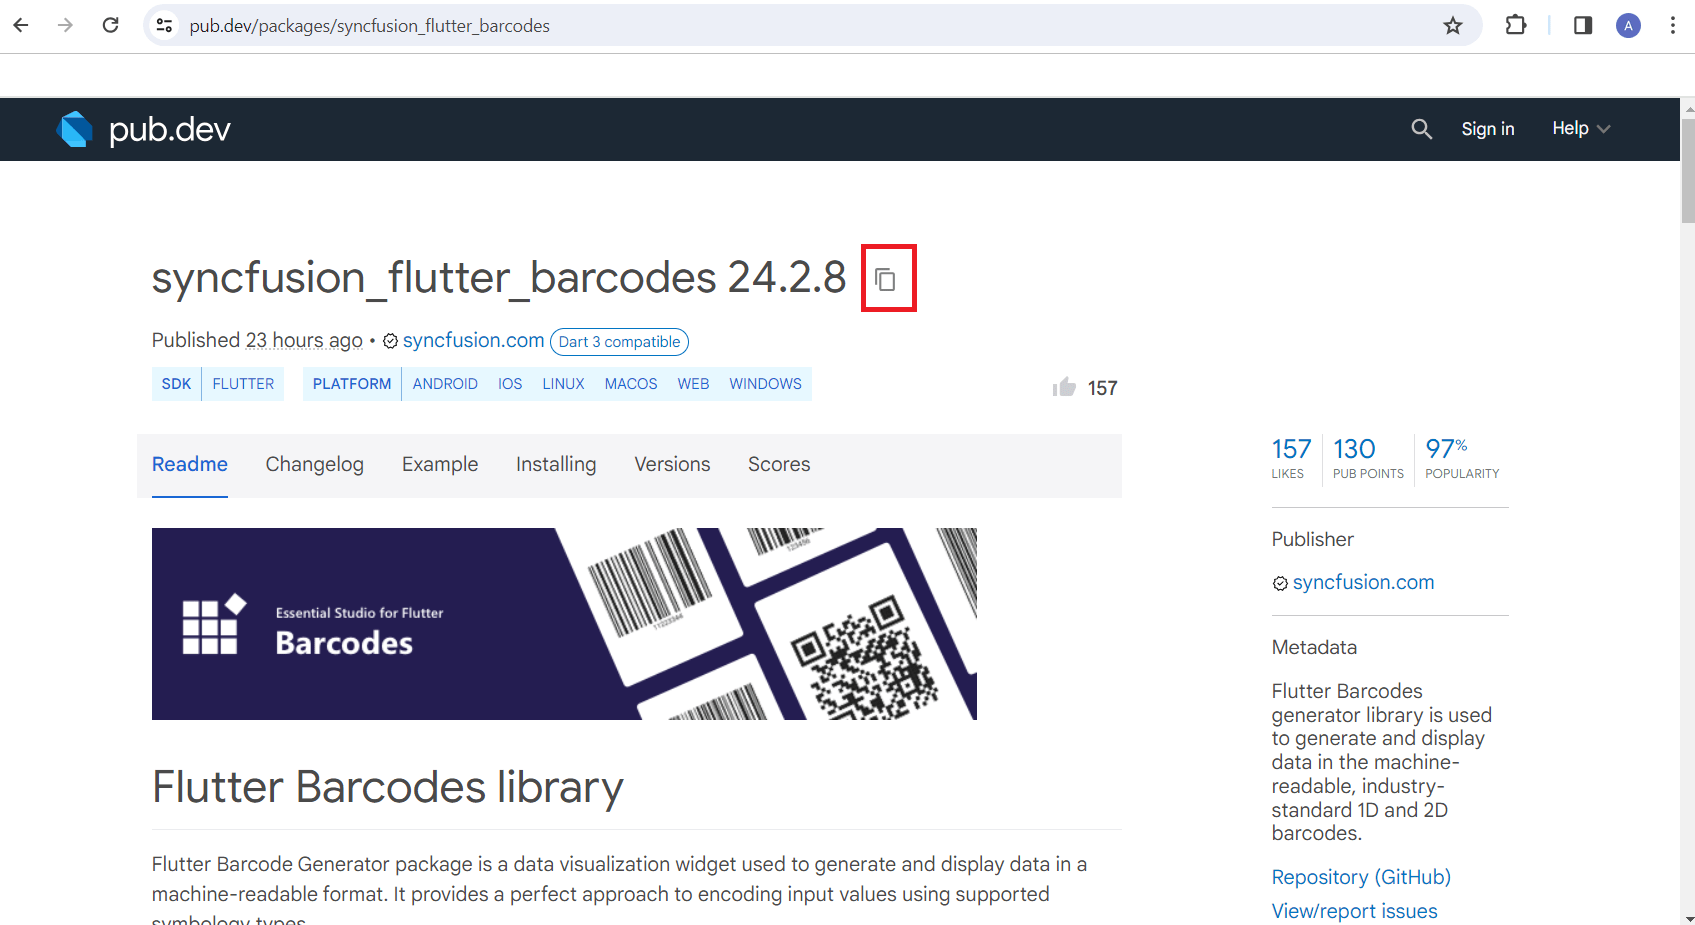 pub.dev/packages/syncfusion_flutter_barcodes
A
pub.dev
Sign in
Help
syncfusion_flutter_barcodes 24.2.8
Published 23 hours ago • syncfusion.com Dart 3 compatible
SDK FLUTTER PLATFORM ANDROID IOS LINUX MACOS WEB WINDOWS
157
Readme Changelog Example Installing Versions Scores
Essential Studio for Flutter
Barcodes
11223344
123456
Flutter Barcodes library
Flutter Barcode Generator package is a data visualization widget used to generate and display data in a
machine-readable format. It provides a perfect approach to encoding input values using supported
symbology types.
157 130 97%
LIKES PUB POINTS POPULARITY
Publisher
syncfusion.com
Metadata
Flutter Barcodes
generator library is used
to generate and display
data in the machine-
readable, industry-
standard 1D and 2D
barcodes.
Repository (GitHub)
View/report issues